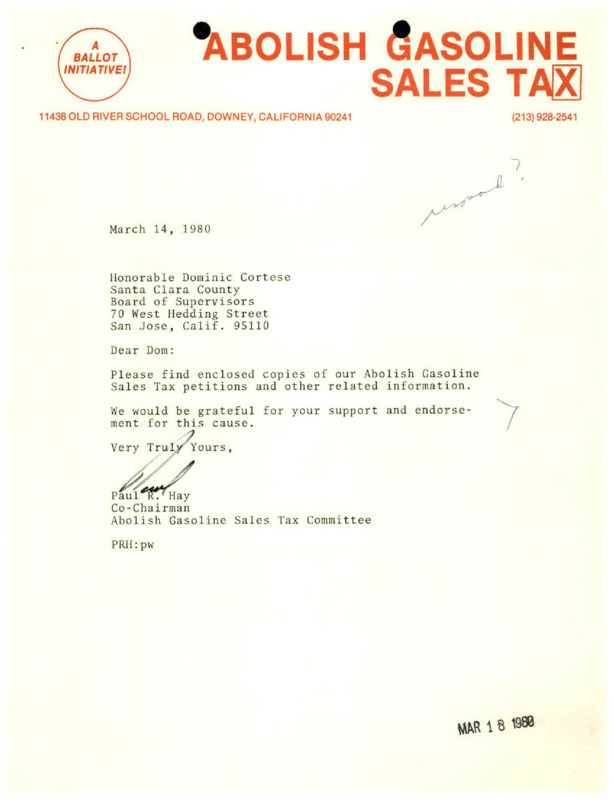 A
BALLOT
INITIATIVE!
ABOLISH GASOLINE
SALES TAX
11436 OLD RIVER SCHOOL ROAD, DOWNEY, CALIFORNIA 90241
(213) 928-2541
respond?
March 14, 1980
Honorable Dominic Cortese
Santa Clara County
Board of Supervisors
70 West Hedding Street
San Jose, Calif. 95110
Dear Dom:
Please find enclosed copies of our Abolish Gasoline
Sales Tax petitions and other related information.
We would be grateful for your support and endorse-
ment for this cause.
Very Truly Yours,
Paul R. Hay
Co-Chairman
Abolish Gasoline Sales Tax Committee
PRH:pw
MAR 18 1980